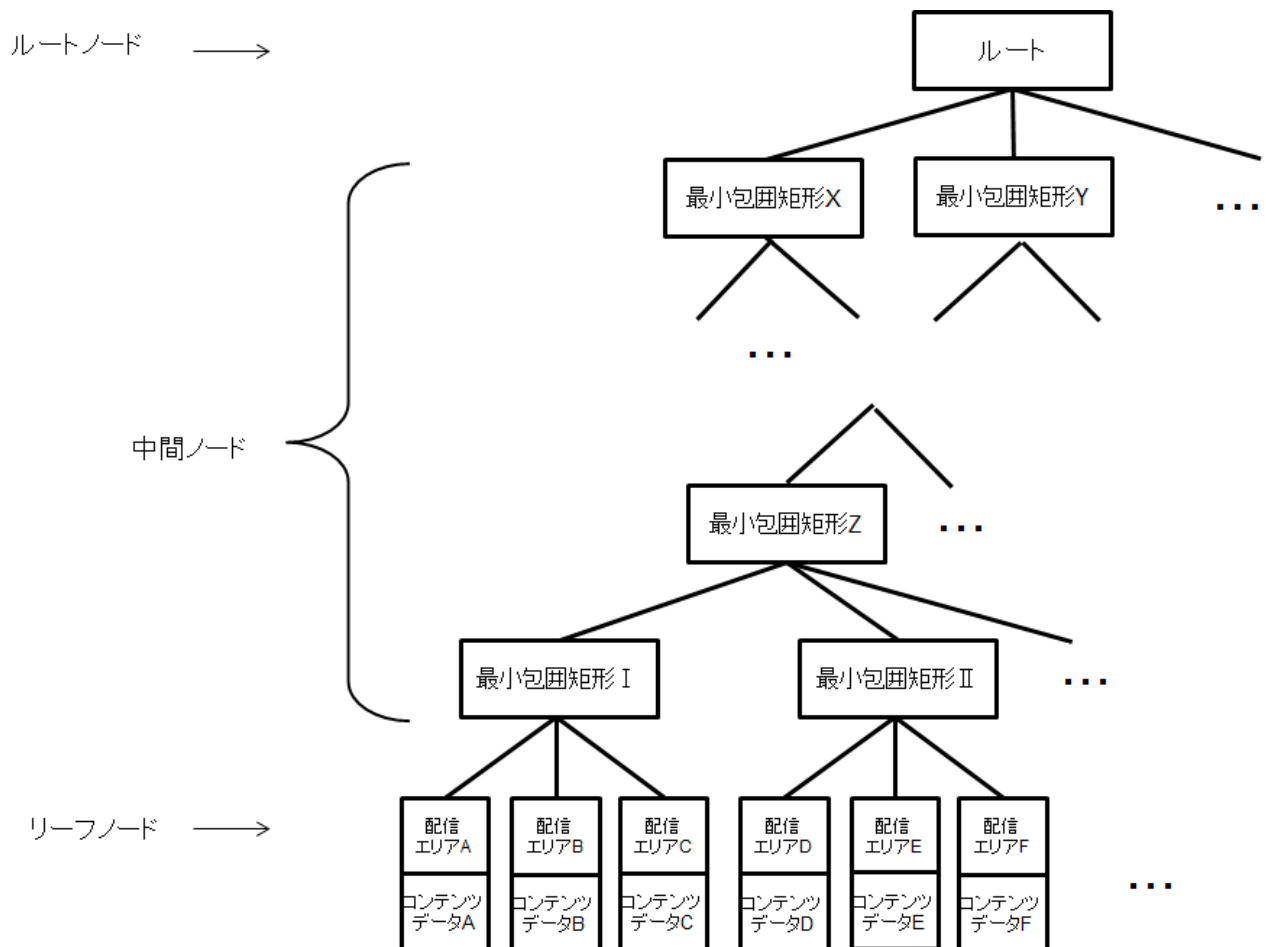 ルートノード
ルート
最小包囲矩形X
最小包囲矩形Y
...
...
中間ノード
最小包囲矩形Z
...
最小包囲矩形Ⅰ
最小包囲矩形Ⅱ
...
リーフノード
配信
エリアA
配信
エリアB
配信
エリアC
配信
エリアD
配信
エリアE
配信
エリアF
コンテンツ
データA
コンテンツ
データB
コンテンツ
データC
コンテンツ
データD
コンテンツ
データE
コンテンツ
データF
...